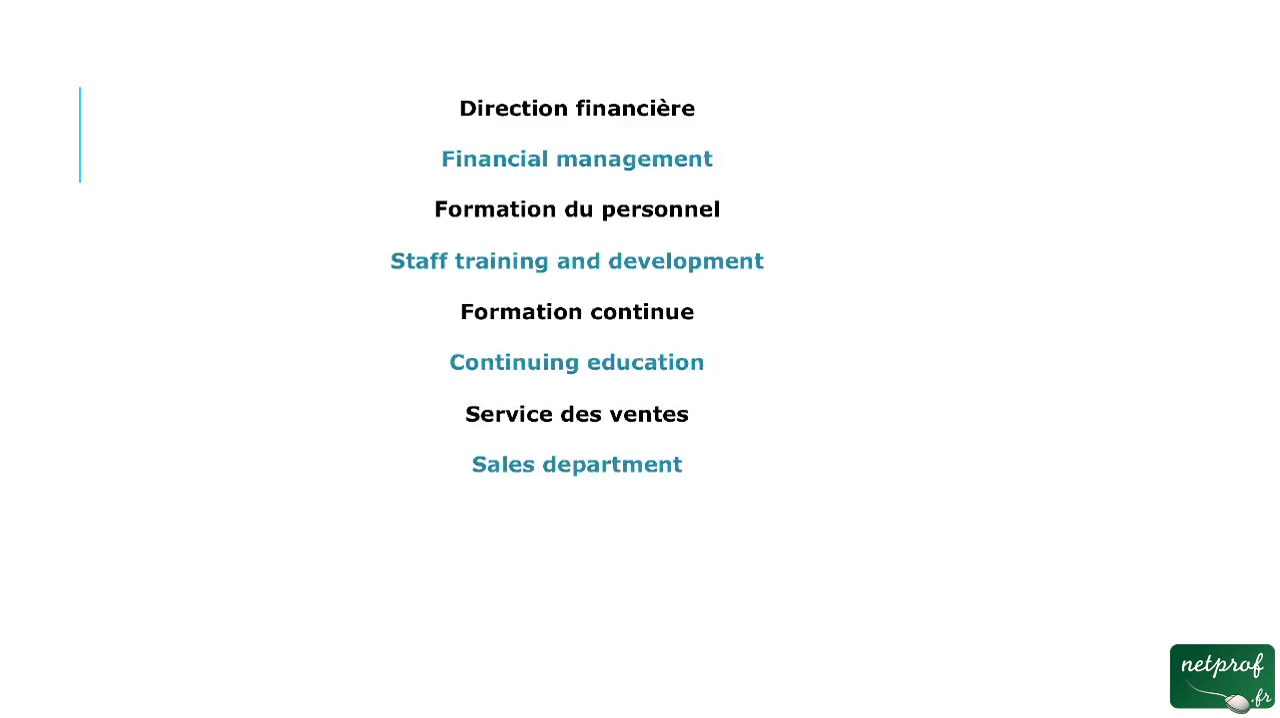 Direction financière
Financial management
Formation du personnel
Staff training and development
Formation continue
Continuing education
Service des ventes
Sales department
netprof
.fr